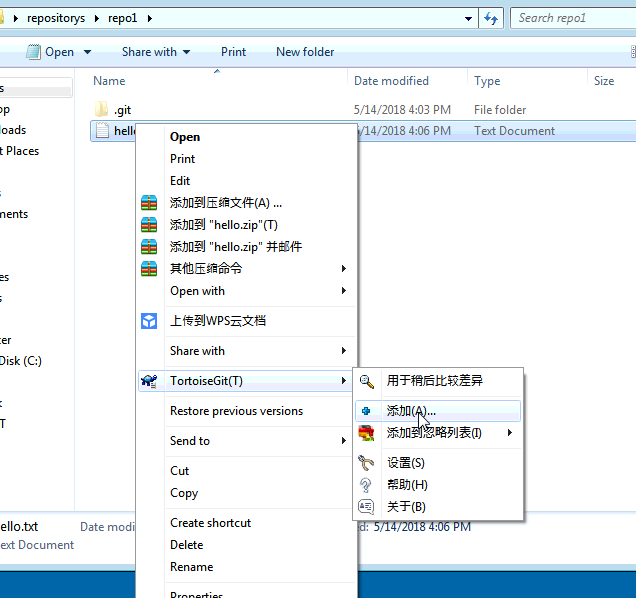 repositorys ▸ repo1 ▸
Search repo1
Open Share with Print New folder
Name Date modified Type Size
.git 5/14/2018 4:03 PM File folder
hello 5/14/2018 4:06 PM Text Document
Open
Print
Edit
添加到压缩文件(A) ...
添加到 "hello.zip"(T)
添加到 "hello.zip" 并邮件
其他压缩命令
Open with
上传到WPS云文档
Share with
TortoiseGit(T)
用于稍后比较差异
添加(A)...
添加到忽略列表(I)
设置(S)
帮助(H)
关于(B)
Restore previous versions
Send to
Cut
Copy
Create shortcut
Delete
Rename
Properties
t Places
Disk (C:)
ello.txt Date modi
d: 5/14/2018 4:06 PM
ext Document